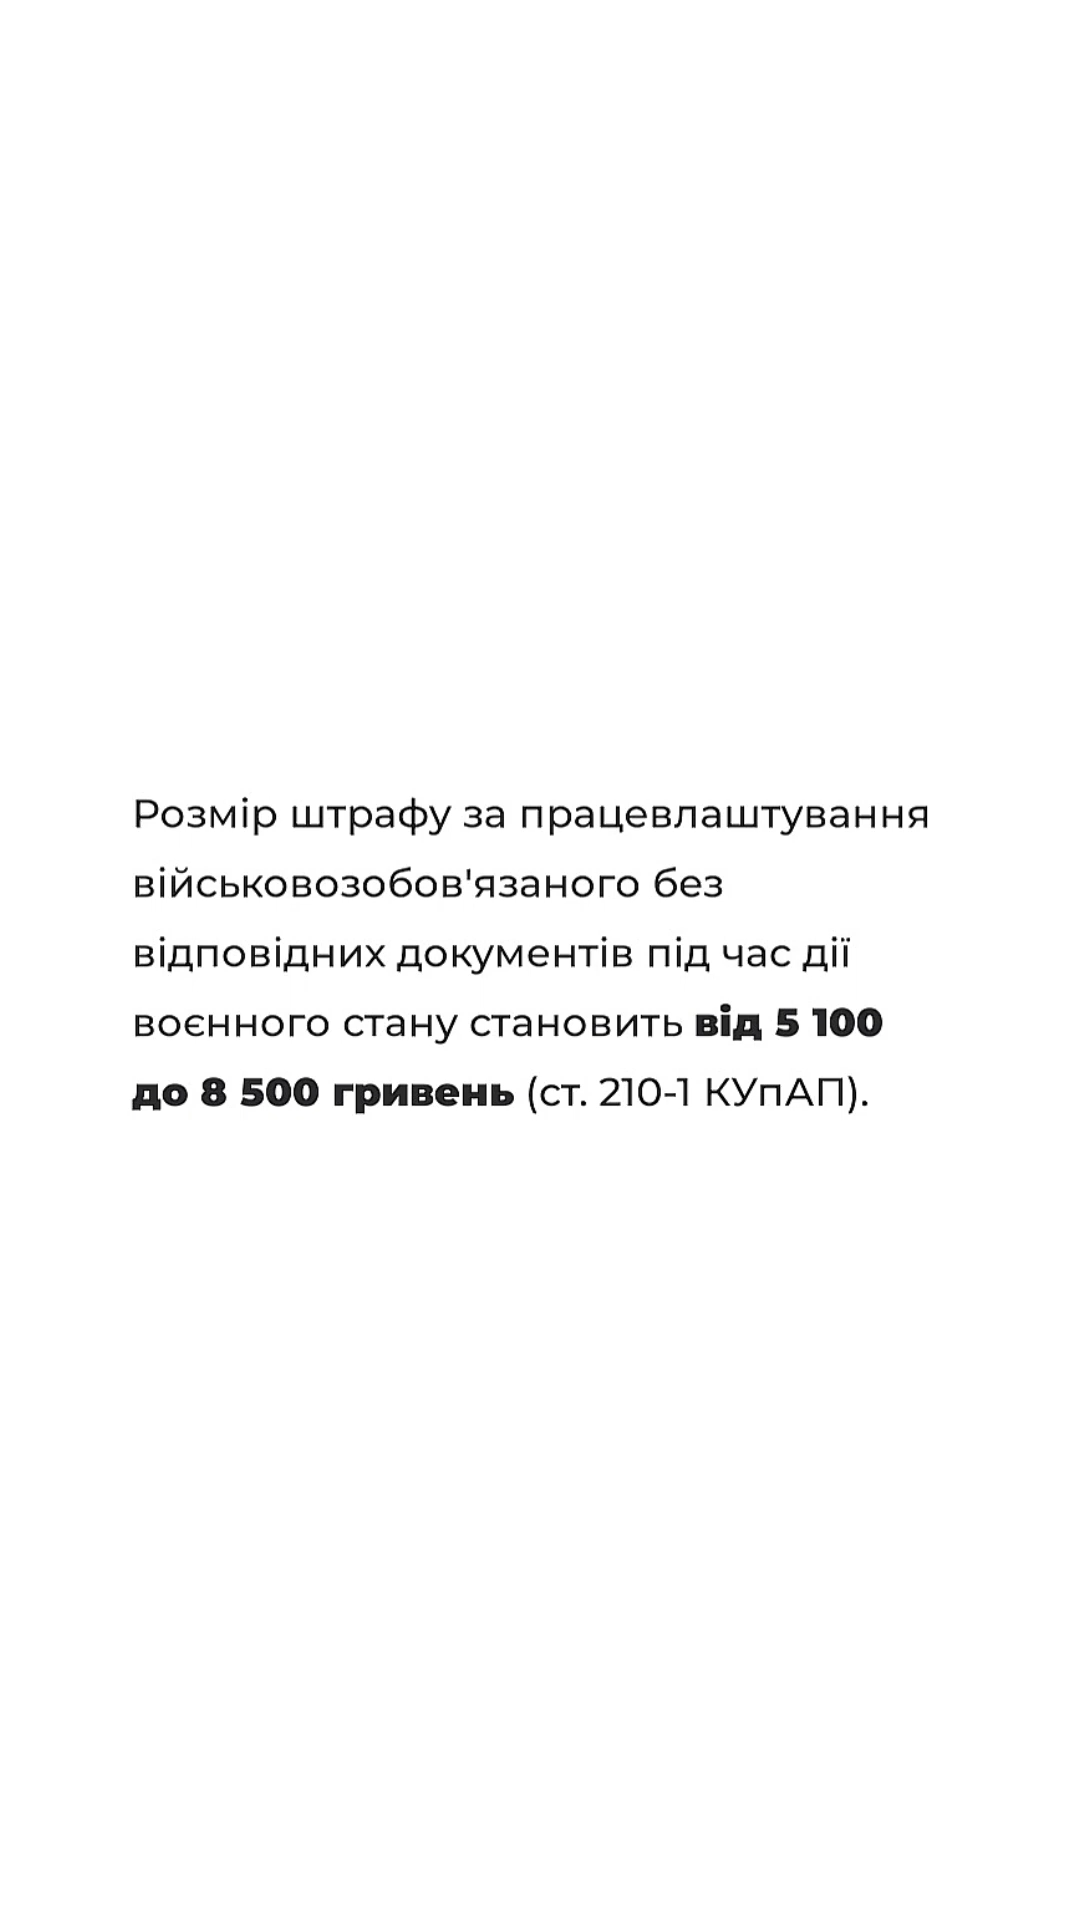 Розмір штрафу за працевлаштування
військовозобов'язаного без
відповідних документів під час дії
воєнного стану становить від 5 100
до 8 500 гривень (ст. 210-1 КУпАП).